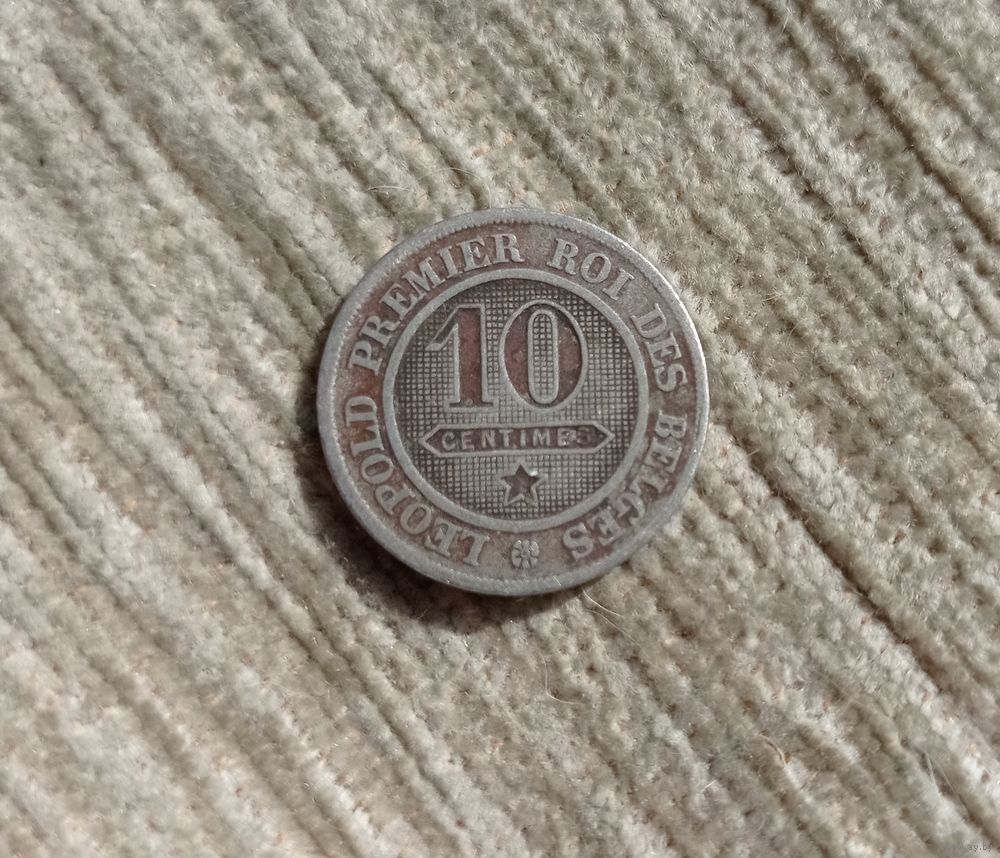 LEOPOLD PREMIER ROI DES BELGES
10
CENTIMES